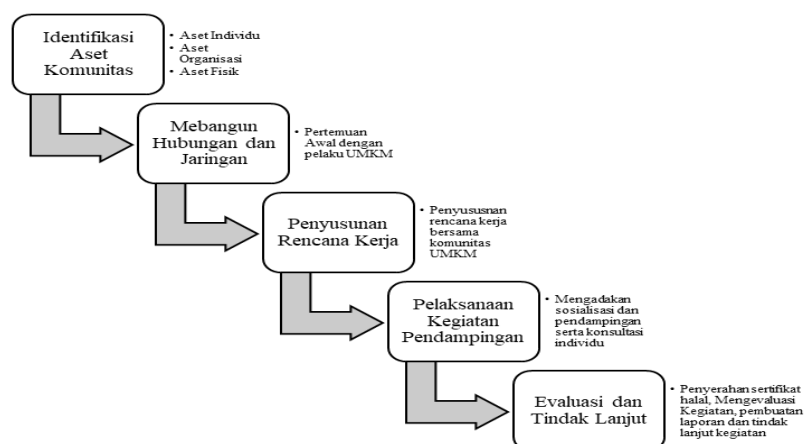 Identifikasi
Aset
Komunitas
• Aset Individu
• Aset
Organisasi
• Aset Fisik
Mebangun
Hubungan dan
Jaringan
• Pertemuan
Awal dengan
pelaku UMKM
Penyusunan
Rencana Kerja
• Penyususnan
rencana kerja
bersama
komunitas
UMKM
Pelaksanaan
Kegiatan
Pendampingan
• Mengadakan
sosialisasi dan
pendampingan
serta konsultasi
individu
Evaluasi dan
Tindak Lanjut
• Penyerahan sertifikat
halal, Mengevaluasi
Kegiatan, pembuatan
laporan dan tindak
lanjut kegiatan